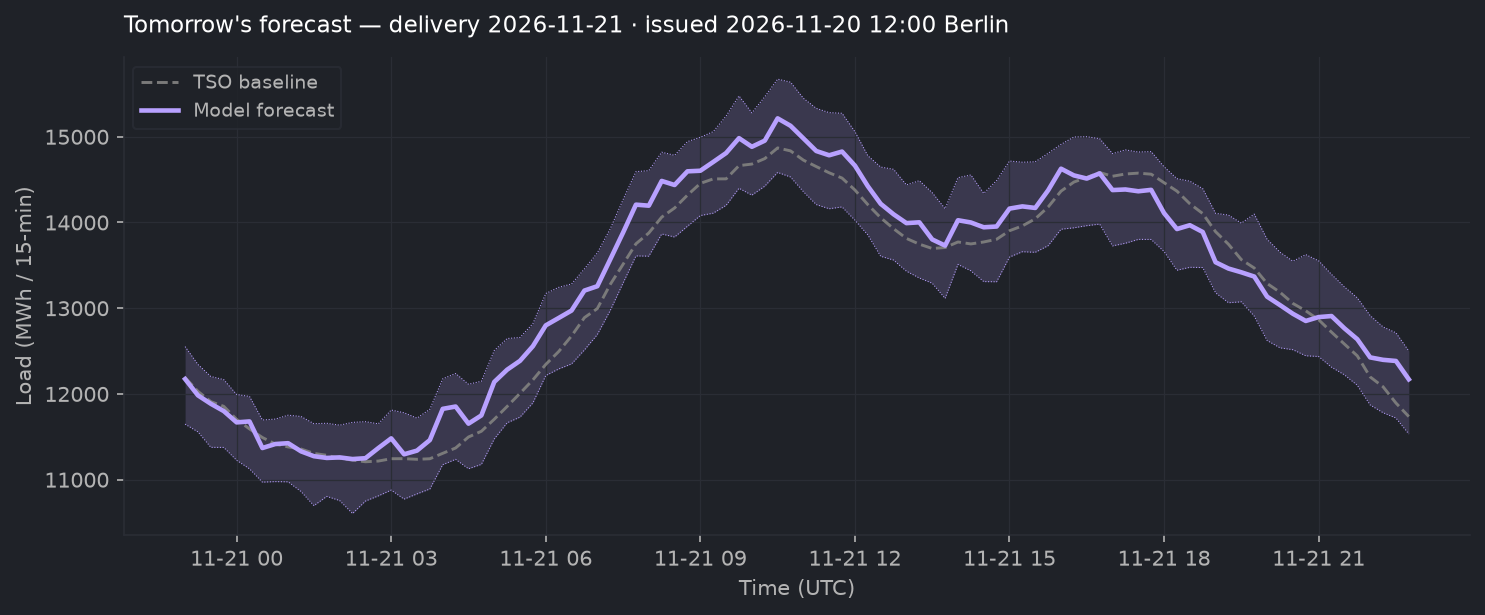 Tomorrow's forecast — delivery 2026-11-21 · issued 2026-11-20 12:00 Berlin
TSO baseline
Model forecast
Load (MWh / 15-min)
15000
14000
13000
12000
11000
11-21 00
11-21 03
11-21 06
11-21 09
11-21 12
11-21 15
11-21 18
11-21 21
Time (UTC)